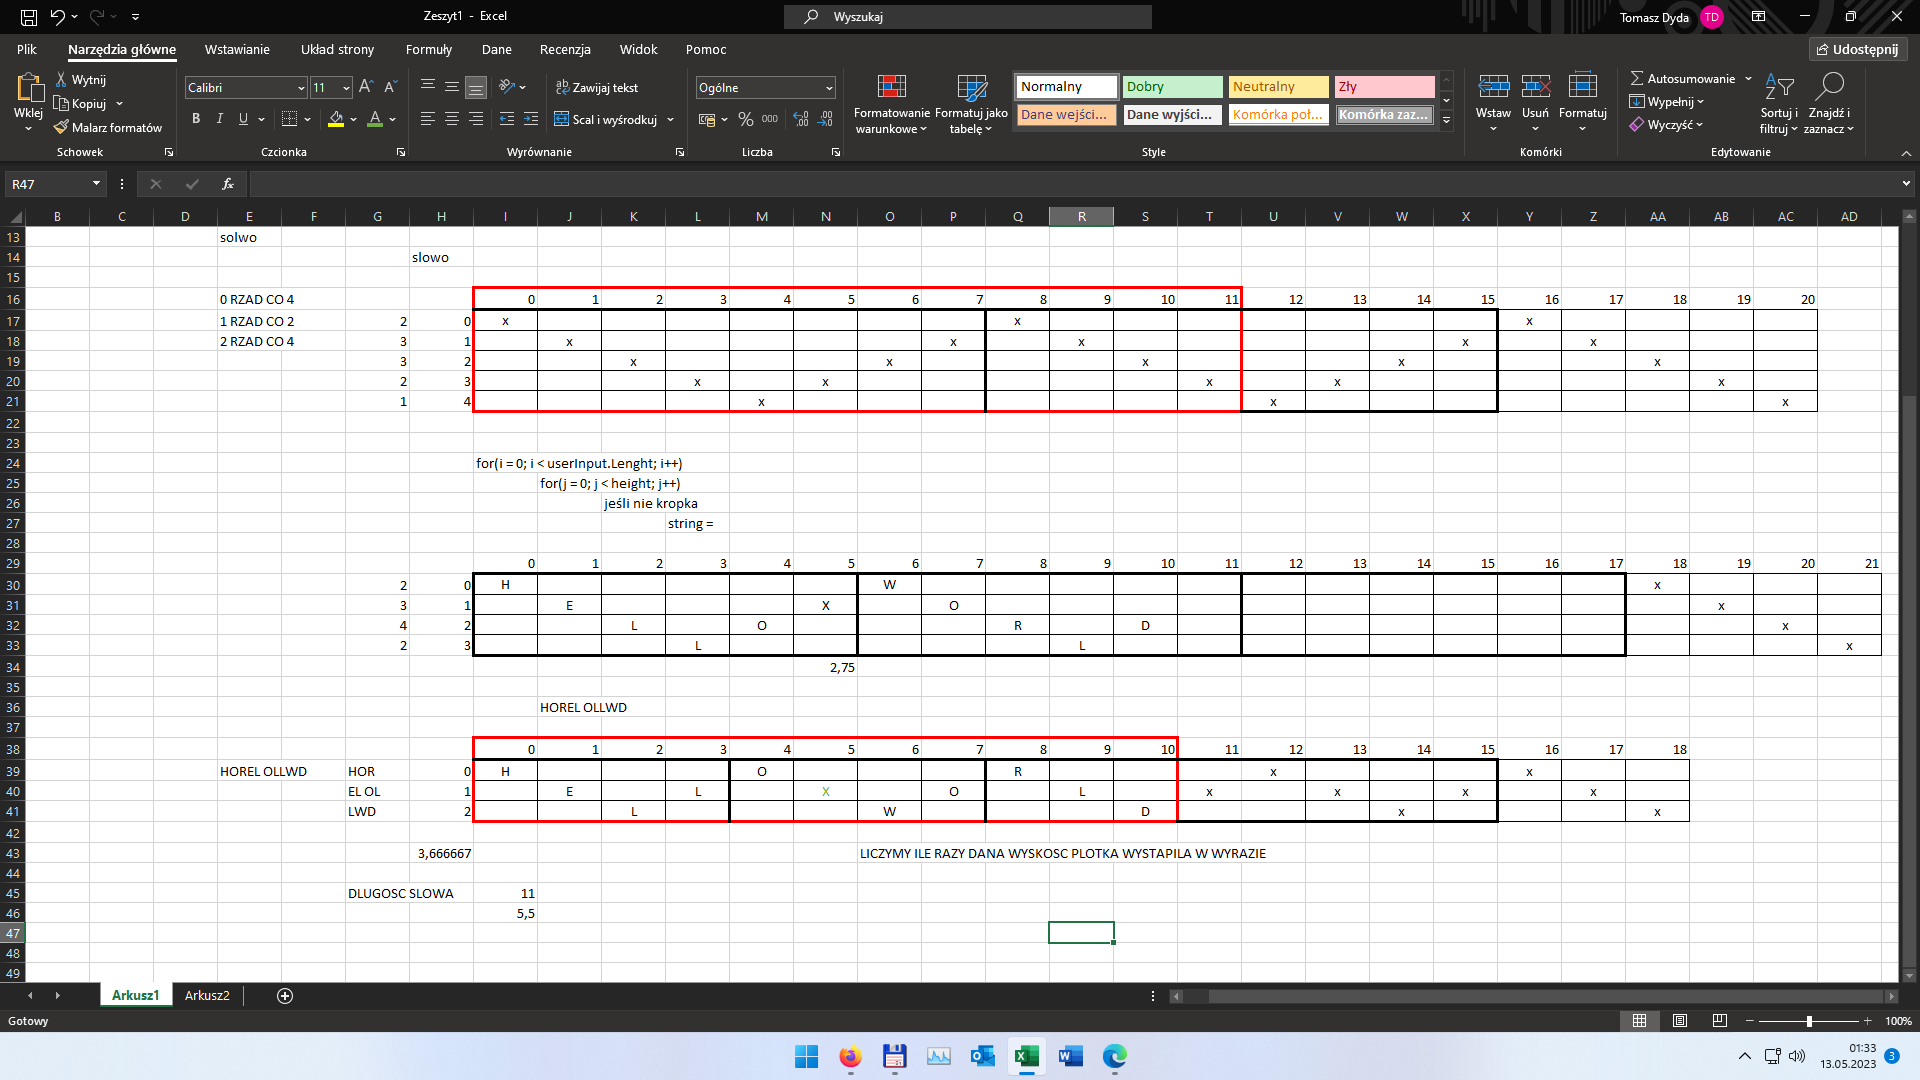 Zeszyt1 - Excel
Wyszukaj
Tomasz Dyda TD
Plik Narzędzia główne Wstawianie Układ strony Formuły Dane Recenzja Widok Pomoc Udostępnij
Wklej Wytnij Kopiuj Malarz formatów
Calibri 11 A A B I U A
Zawijaj tekst Scal i wyśrodkuj
Ogólne % 000
Formatowanie warunkowe Formatuj jako tabelę
Normalny Dobry Neutralny Zły
Dane wejści... Dane wyjści... Komórka poł... Komórka zaz...
Wstaw Usuń Formatuj
Autosumowanie Wypełnij Wyczyść Sortuj i filtruj Znajdź i zaznacz
Schowek Czcionka Wyrównanie Liczba Style Komórki Edytowanie
R47 fx
B C D E F G H I J K L M N O P Q R S T U V W X Y Z AA AB AC AD
13 solwo
14 slowo
15
16 0 RZAD CO 4 0 1 2 3 4 5 6 7 8 9 10 11 12 13 14 15 16 17 18 19 20
17 1 RZAD CO 2 2 0 x x x
18 2 RZAD CO 4 3 1 x x x x x
19 3 2 x x x x x
20 2 3 x x x x x
21 1 4 x x x
22
23
24 for(i = 0; i < userInput.Lenght; i++)
25 for(j = 0; j < height; j++)
26 jeśli nie kropka
27 string =
28
29 0 1 2 3 4 5 6 7 8 9 10 11 12 13 14 15 16 17 18 19 20 21
30 2 0 H W x
31 3 1 E X O x
32 4 2 L O R D x
33 2 3 L L x
34 2,75
35
36 HOREL OLLWD
37
38 0 1 2 3 4 5 6 7 8 9 10 11 12 13 14 15 16 17 18
39 HOREL OLLWD HOR 0 H O R x x
40 EL OL 1 E L X O L x x x x
41 LWD 2 L W D x x
42
43 3,666667 LICZYMY ILE RAZY DANA WYSKOSC PLOTKA WYSTAPILA W WYRAZIE
44
45 DLUGOSC SLOWA 11
46 5,5
47
48
49
Arkusz1 Arkusz2
Gotowy 100%
01:33
13.05.2023 3